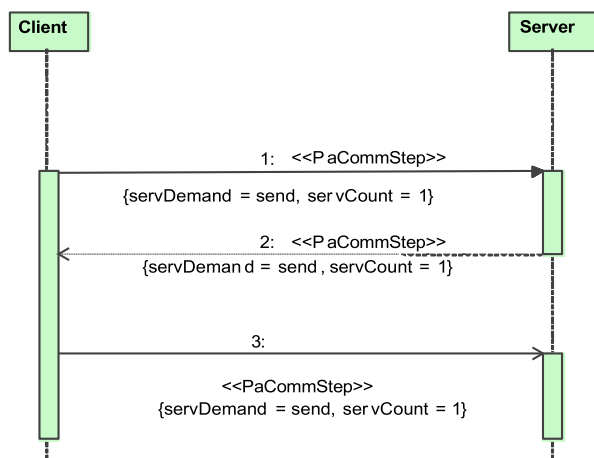 Client Server
1: <<PaCommStep>>
{servDemand = send, servCount = 1}
2: <<PaCommStep>>
{servDemand = send, servCount = 1}
3:
<<PaCommStep>>
{servDemand = send, servCount = 1}